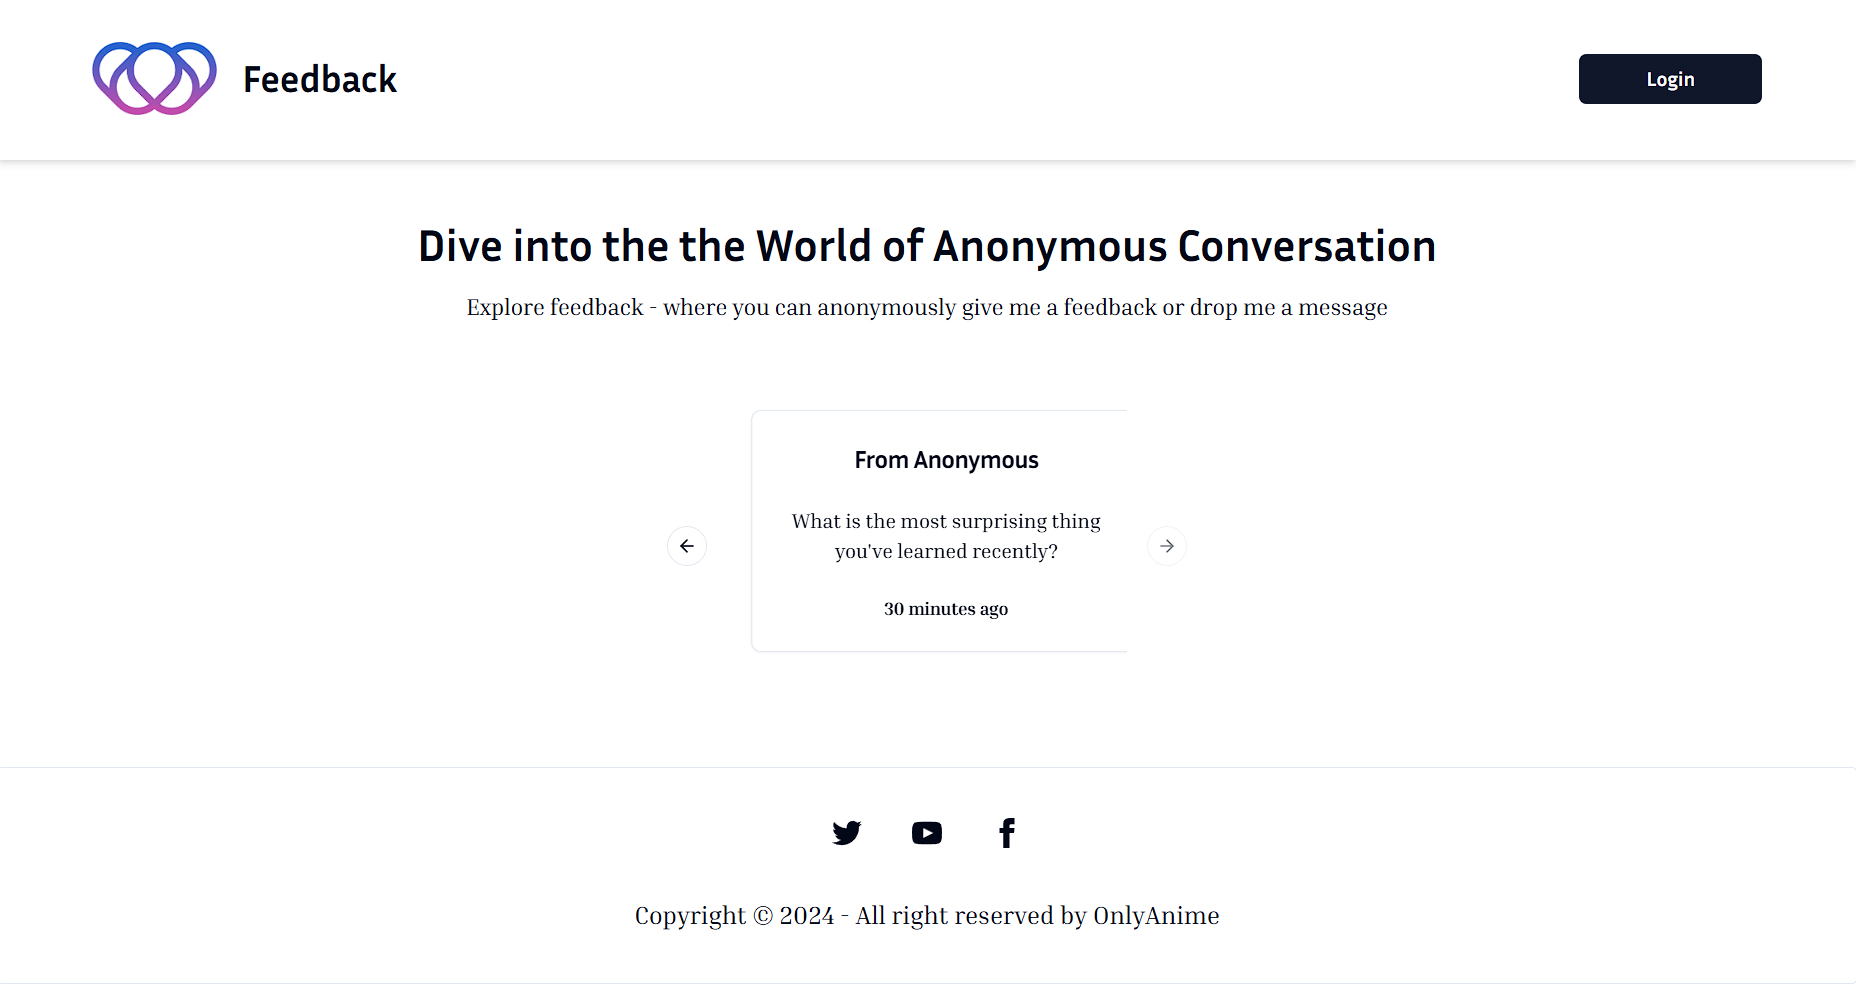 Feedback
Login
Dive into the the World of Anonymous Conversation
Explore feedback - where you can anonymously give me a feedback or drop me a message
From Anonymous
What is the most surprising thing
you've learned recently?
30 minutes ago
Copyright © 2024 - All right reserved by OnlyAnime